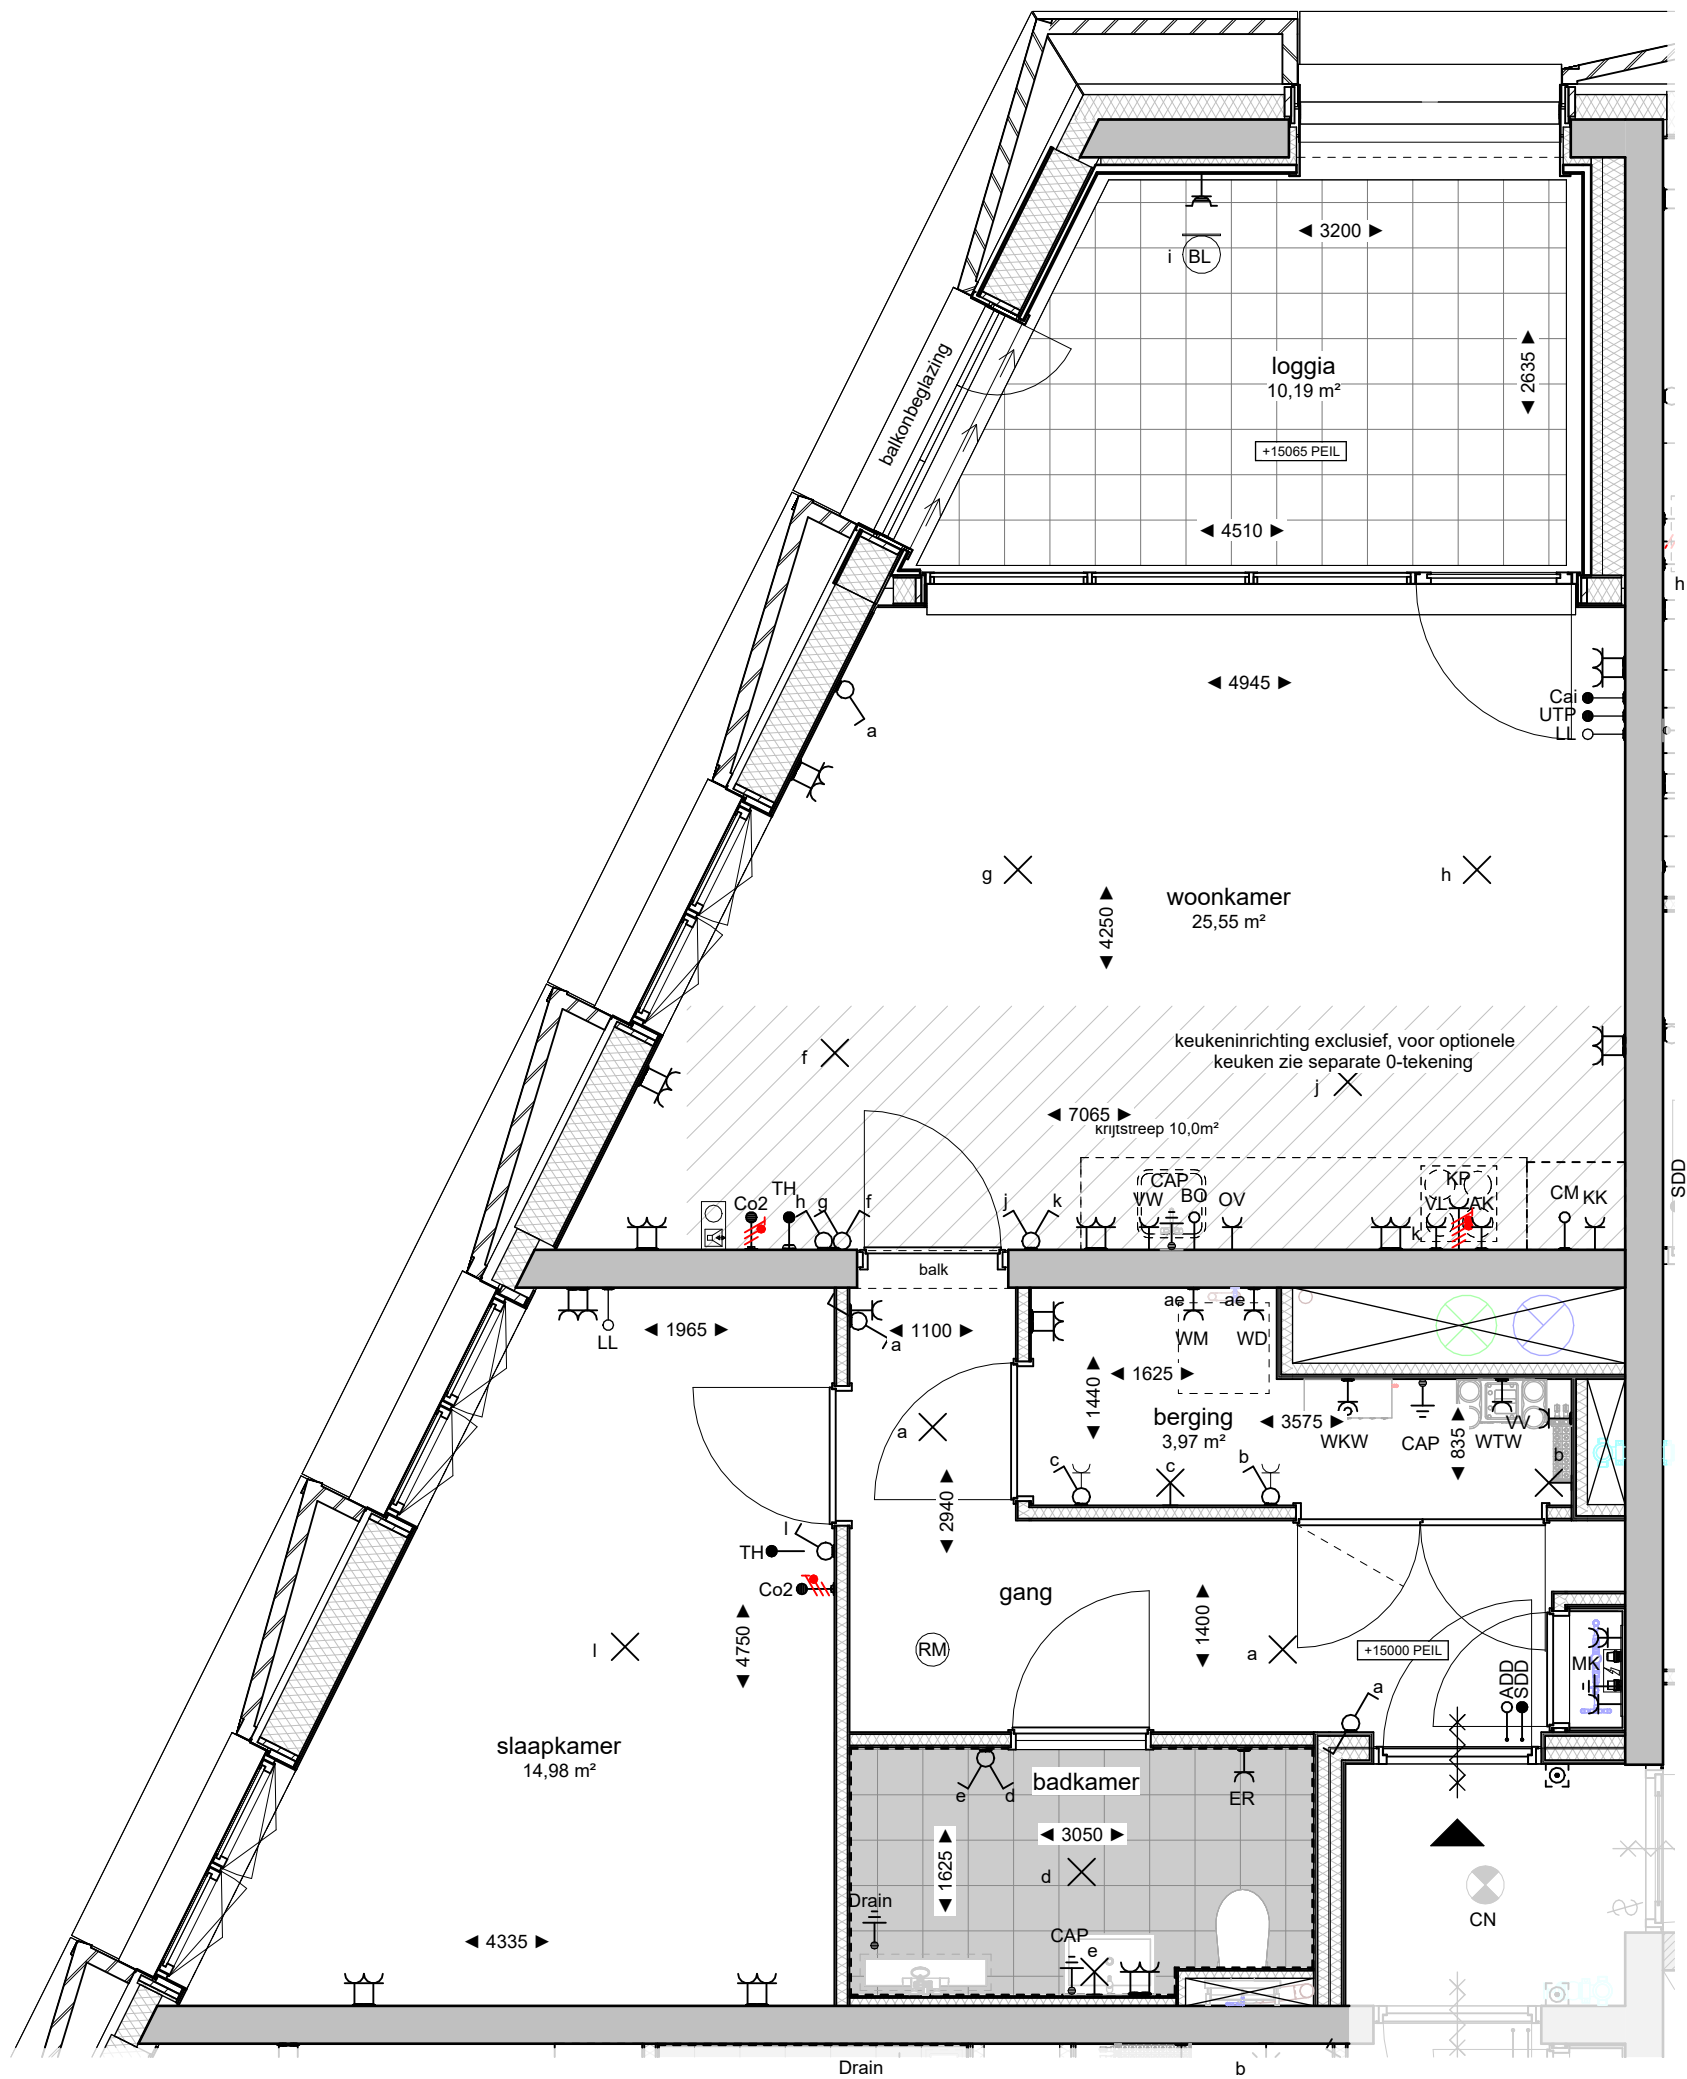 ◄ 3200 ►
i
BL
balkonbeglazing
loggia
10,19 m²
◄ 2635 ►
+15065 PEIL
◄ 4510 ►
h
◄ 4945 ►
Cai
UTP
LL
a
g
h
woonkamer
25,55 m²
◄ 4250 ►
keukeninrichting exclusief, voor optionele
keuken zie separate 0-tekening
f
j
◄ 7065 ►
krijtstreep 10,0m²
SDD
Co2
TH
h
g
f
j
k
CAP
VW
BO
OV
KP
VL
AK
k
CM
KK
balk
LL
◄ 1965 ►
◄ 1100 ►
a
ae
ae
WM
WD
◄ 1625 ►
◄ 1440 ►
berging
3,97 m²
◄ 3575 ►
WKW
CAP
◄ 835 ►
WTW
VV
a
c
c
b
b
◄ 2940 ►
l
TH
Co2
gang
◄ 1400 ►
l
◄ 4750 ►
RM
a
+15000 PEIL
MK
ADD
SDD
a
slaapkamer
14,98 m²
badkamer
e
d
ER
◄ 3050 ►
◄ 1625 ►
d
Drain
CAP
e
CN
◄ 4335 ►
Drain
b